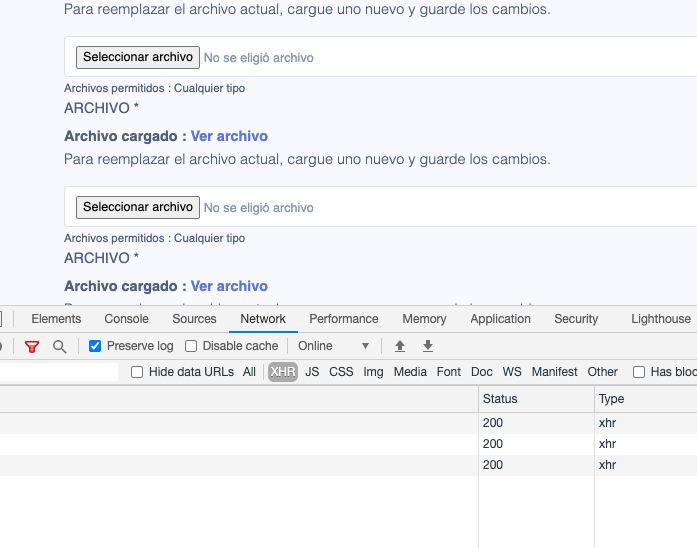 Para reemplazar el archivo actual, cargue uno nuevo y guarde los cambios.
Seleccionar archivo No se eligió archivo
Archivos permitidos : Cualquier tipo
ARCHIVO *
Archivo cargado : Ver archivo
Para reemplazar el archivo actual, cargue uno nuevo y guarde los cambios.
Seleccionar archivo No se eligió archivo
Archivos permitidos : Cualquier tipo
ARCHIVO *
Archivo cargado : Ver archivo
Elements Console Sources Network Performance Memory Application Security Lighthouse
Preserve log Disable cache Online
Hide data URLs All XHR JS CSS Img Media Font Doc WS Manifest Other Has bloc
Status Type
200 xhr
200 xhr
200 xhr